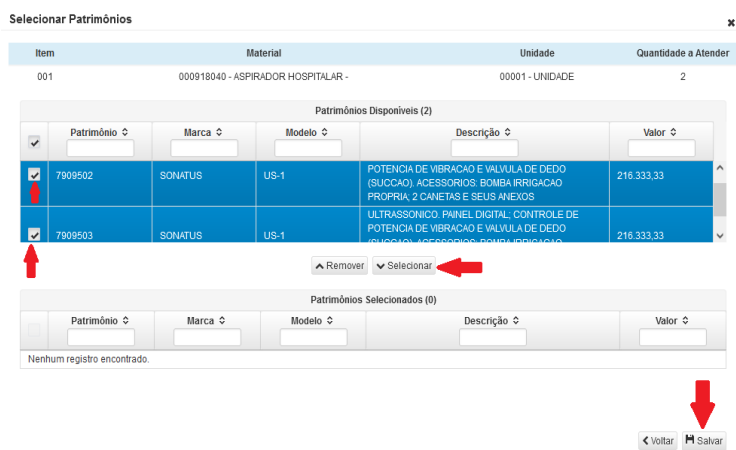 Selecionar Patrimônios
Item Material Unidade Quantidade a Atender
001 000918040 - ASPIRADOR HOSPITALAR - 00001 - UNIDADE 2
Patrimônios Disponíveis (2)
Patrimônio Marca Modelo Descrição Valor
7909502 SONATUS US-1 POTENCIA DE VIBRACAO E VALVULA DE DEDO 216.333,33
(SUCCAO). ACESSORIOS: BOMBA IRRIGACAO
PROPRIA; 2 CANETAS E SEUS ANEXOS
ULTRASSONICO. PAINEL DIGITAL; CONTROLE DE
7909503 SONATUS US-1 POTENCIA DE VIBRACAO E VALVULA DE DEDO 216.333,33
(SUCCAO). ACESSORIOS: BOMBA IRRIGACAO
Remover Selecionar
Patrimônios Selecionados (0)
Patrimônio Marca Modelo Descrição Valor
Nenhum registro encontrado.
Voltar Salvar